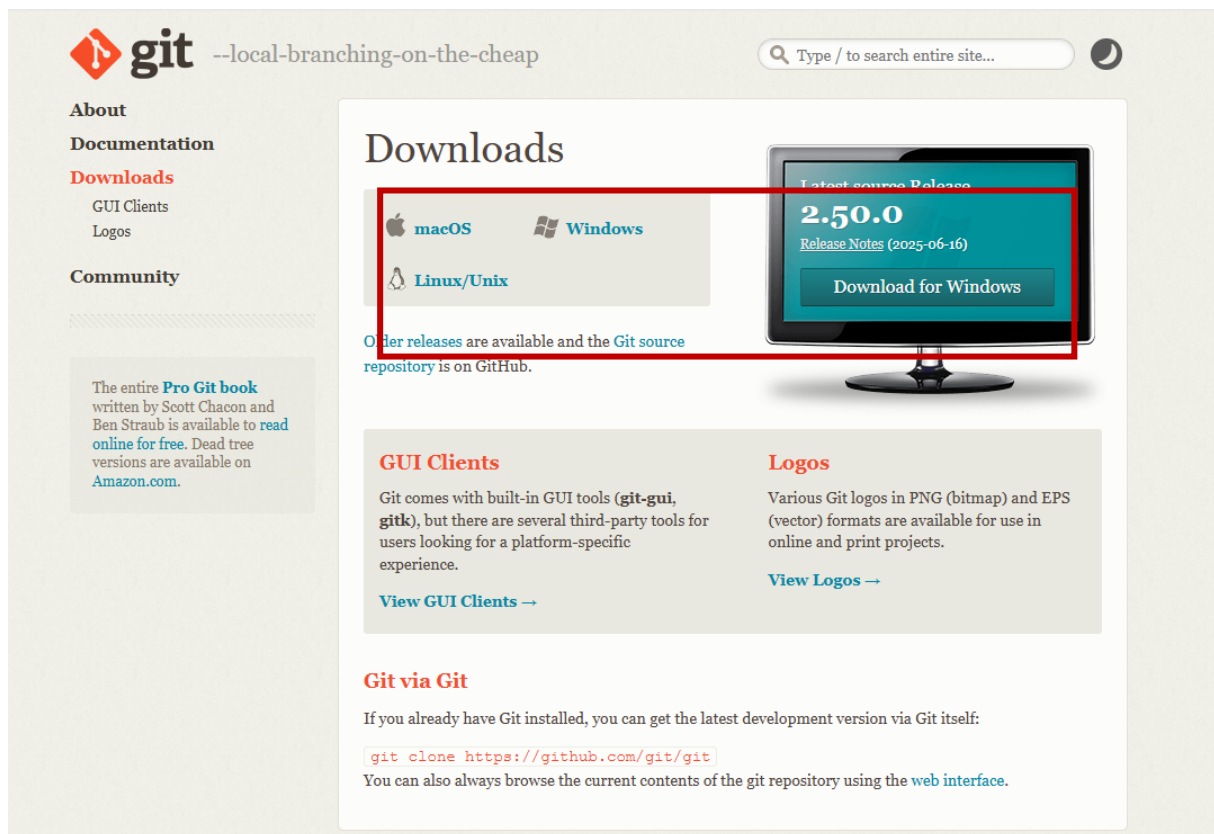 git --local-branching-on-the-cheap
Type / to search entire site...
About
Documentation
Downloads
GUI Clients
Logos
Community
The entire Pro Git book
written by Scott Chacon and
Ben Straub is available to read
online for free. Dead tree
versions are available on
Amazon.com.
Downloads
macOS
Windows
Linux/Unix
Older releases are available and the Git source
repository is on GitHub.
Latest source Release
2.50.0
Release Notes (2025-06-16)
Download for Windows
GUI Clients
Git comes with built-in GUI tools (git-gui,
gitk), but there are several third-party tools for
users looking for a platform-specific
experience.
View GUI Clients →
Logos
Various Git logos in PNG (bitmap) and EPS
(vector) formats are available for use in
online and print projects.
View Logos →
Git via Git
If you already have Git installed, you can get the latest development version via Git itself:
git clone https://github.com/git/git
You can also always browse the current contents of the git repository using the web interface.